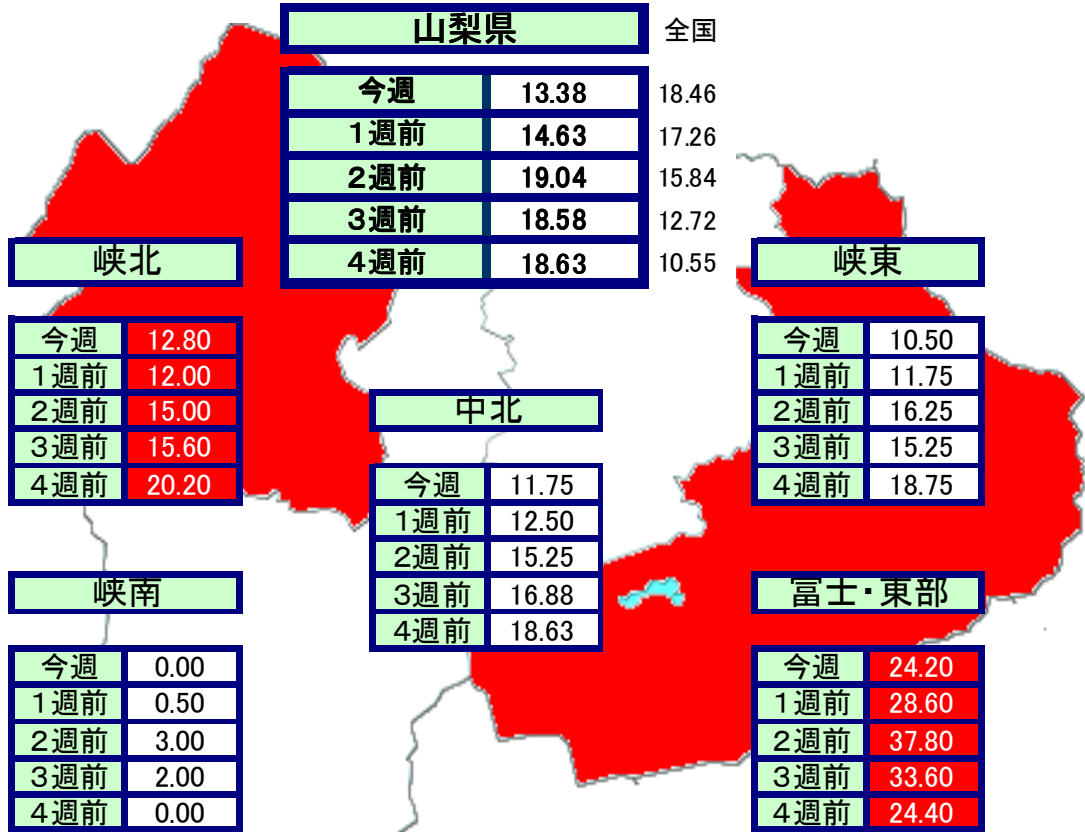 山梨県 全国
今週 13.38 18.46
1週前 14.63 17.26
2週前 19.04 15.84
3週前 18.58 12.72
4週前 18.63 10.55
峡北
今週 12.80
1週前 12.00
2週前 15.00
3週前 15.60
4週前 20.20
峡東
今週 10.50
1週前 11.75
2週前 16.25
3週前 15.25
4週前 18.75
中北
今週 11.75
1週前 12.50
2週前 15.25
3週前 16.88
4週前 18.63
峡南
今週 0.00
1週前 0.50
2週前 3.00
3週前 2.00
4週前 0.00
冨士・東部
今週 24.20
1週前 28.60
2週前 37.80
3週前 33.60
4週前 24.40